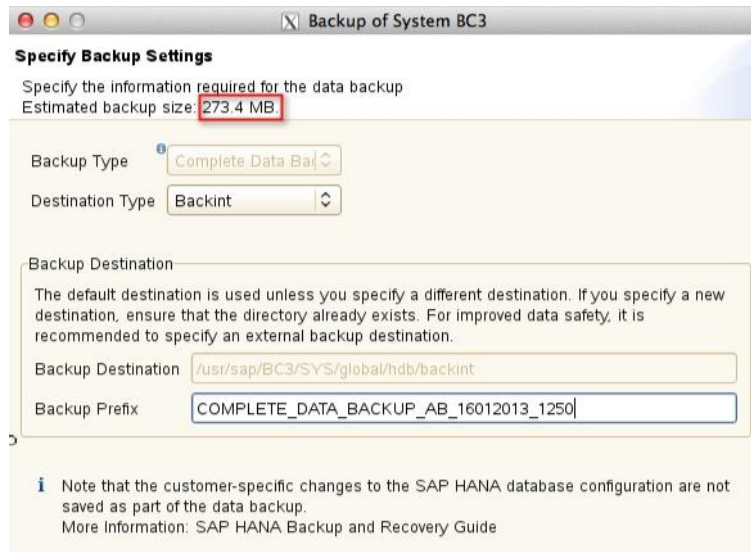 X Backup of System BC3
Specify Backup Settings
Specify the information required for the data backup
Estimated backup size: 273.4 MB.
Backup Type Complete Data Bac
Destination Type Backint
Backup Destination
The default destination is used unless you specify a different destination. If you specify a new
destination, ensure that the directory already exists. For improved data safety, it is
recommended to specify an external backup destination.
Backup Destination /usr/sap/BC3/SYS/global/hdb/backint
Backup Prefix COMPLETE_DATA_BACKUP_AB_16012013_1250
i Note that the customer-specific changes to the SAP HANA database configuration are not
saved as part of the data backup.
More Information: SAP HANA Backup and Recovery Guide